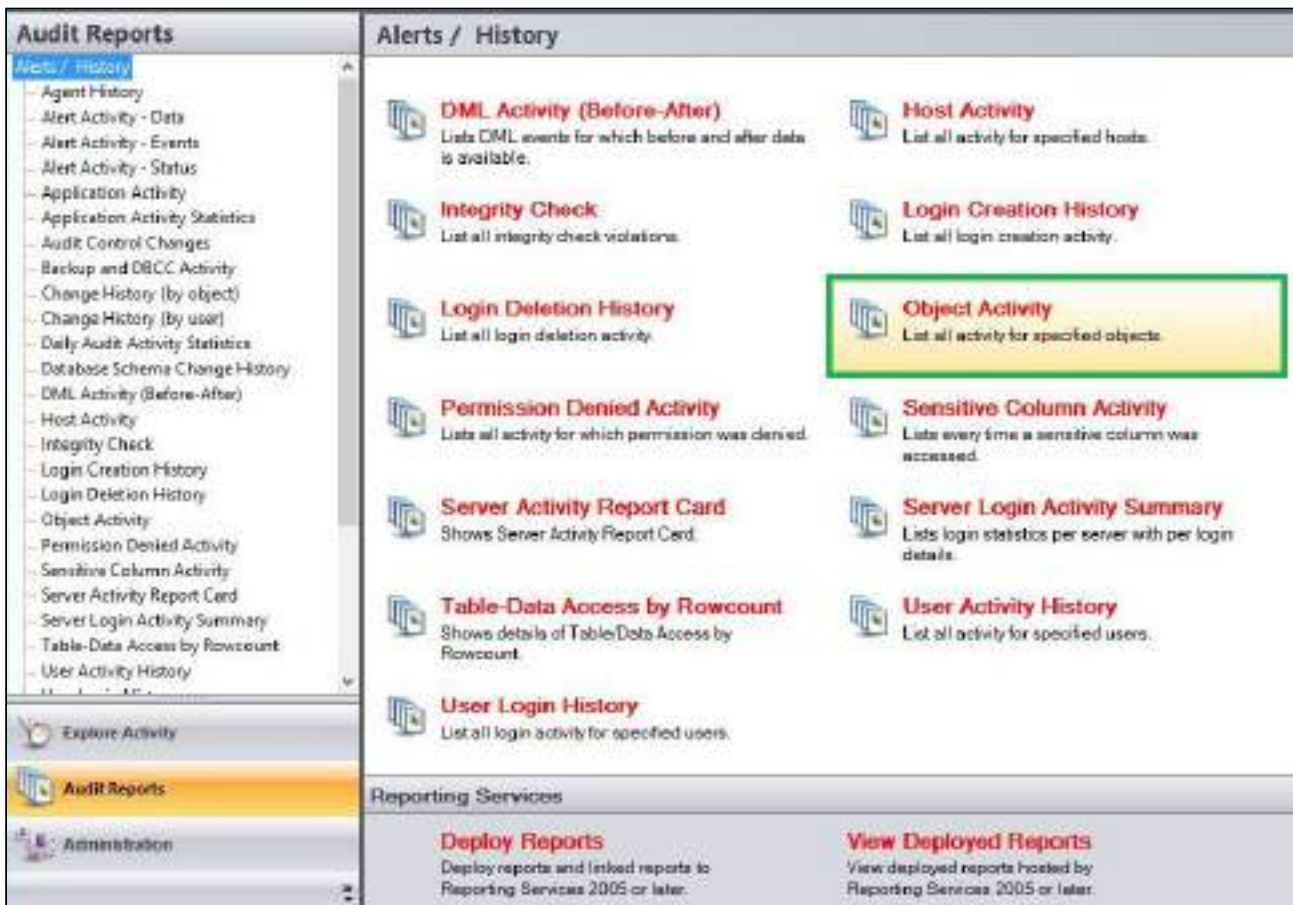 Audit Reports
Alerts / History
Agent History
Alert Activity - Data
Alert Activity - Events
Alert Activity - Status
Application Activity
Application Activity Statistics
Audit Control Changes
Backup and DBCC Activity
Change History (by object)
Change History (by user)
Daily Audit Activity Statistics
Database Schema Change History
DML Activity (Before-After)
Host Activity
Integrity Check
Login Creation History
Login Deletion History
Object Activity
Permission Denied Activity
Sensitive Column Activity
Server Activity Report Card
Server Login Activity Summary
Table-Data Access by Rowcount
User Activity History
Explore Activity
Audit Reports
Administration
Alerts / History
DML Activity (Before-After)
Lists DML events for which before and after data
is available.
Host Activity
List all activity for specified hosts.
Integrity Check
List all integrity check violations.
Login Creation History
List all login creation activity.
Login Deletion History
List all login deletion activity.
Object Activity
List all activity for specified objects.
Permission Denied Activity
Lists all activity for which permission was denied.
Sensitive Column Activity
Lists every time a sensitive column was
accessed.
Server Activity Report Card
Shows Server Activity Report Card.
Server Login Activity Summary
Lists login statistics per server with per login
details.
Table-Data Access by Rowcount
Shows details of Table/Data Access by
Rowcount.
User Activity History
List all activity for specified users.
User Login History
List all login activity for specified users.
Reporting Services
Deploy Reports
Deploy reports and linked reports to
Reporting Services 2005 or later.
View Deployed Reports
View deployed reports hosted by
Reporting Services 2005 or later.